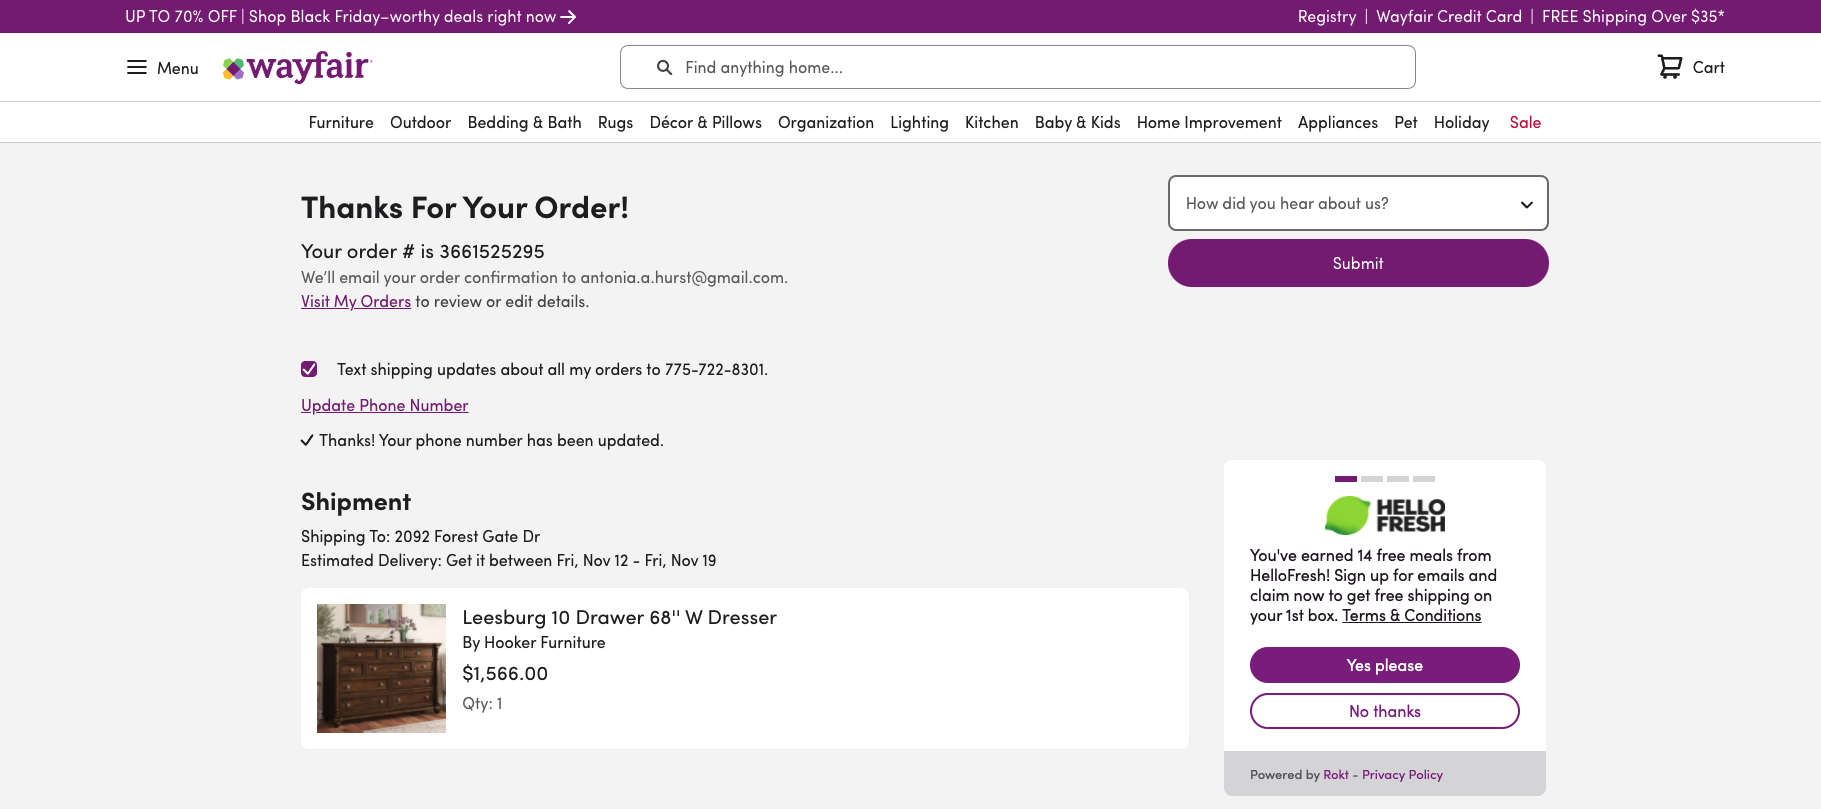 UP TO 70% OFF | Shop Black Friday–worthy deals right now
Registry | Wayfair Credit Card | FREE Shipping Over $35*
Menu
wayfair
Find anything home...
Cart
Furniture Outdoor Bedding & Bath Rugs Décor & Pillows Organization Lighting Kitchen Baby & Kids Home Improvement Appliances Pet Holiday Sale
Thanks For Your Order!
Your order # is 3661525295
We'll email your order confirmation to antonia.a.hurst@gmail.com.
Visit My Orders to review or edit details.
How did you hear about us?
Submit
Text shipping updates about all my orders to 775-722-8301.
Update Phone Number
Thanks! Your phone number has been updated.
Shipment
Shipping To: 2092 Forest Gate Dr
Estimated Delivery: Get it between Fri, Nov 12 - Fri, Nov 19
Leesburg 10 Drawer 68'' W Dresser
By Hooker Furniture
$1,566.00
Qty: 1
HELLO
FRESH
You've earned 14 free meals from
HelloFresh! Sign up for emails and
claim now to get free shipping on
your 1st box. Terms & Conditions
Yes please
No thanks
Powered by Rokt - Privacy Policy